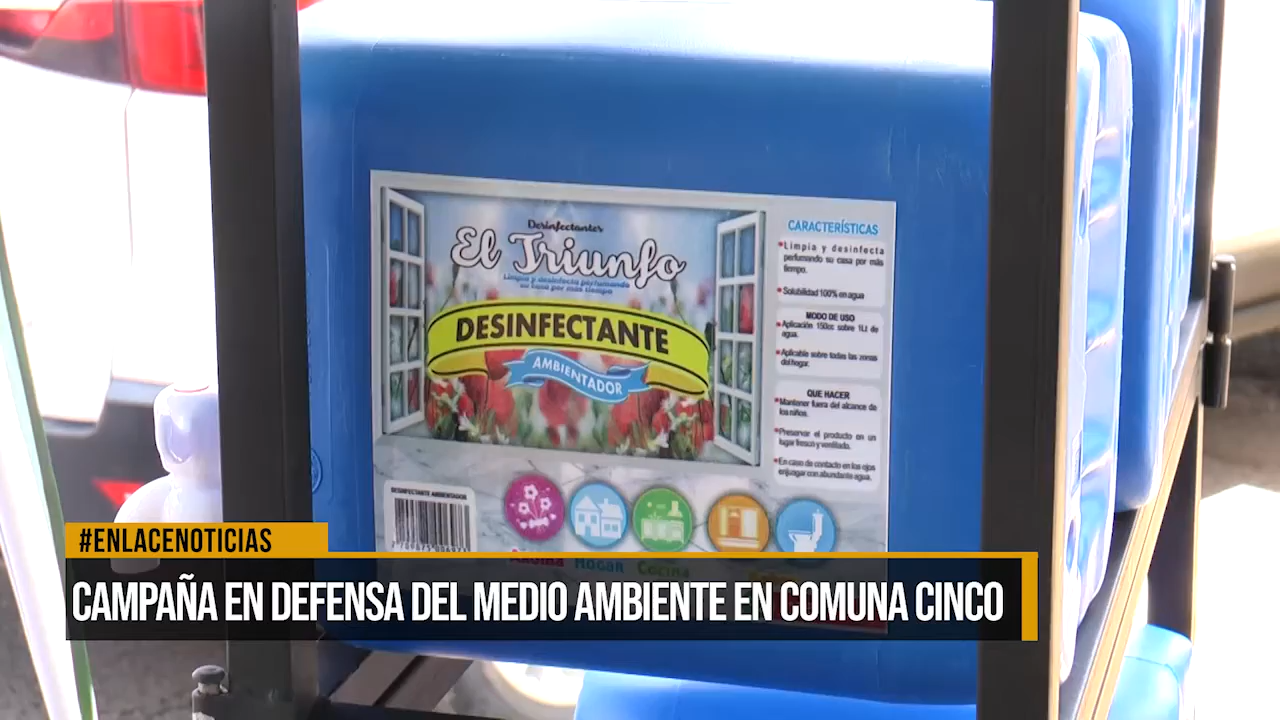 Desinfectantes
El Triunfo
Limpia y desinfecta perfumando
su casa por más tiempo
DESINFECTANTE
AMBIENTADOR
CARACTERÍSTICAS
Limpia y desinfecta
perfumando su casa por más
tiempo.
Solubilidad 100% en agua
MODO DE USO
Aplicación 150cc sobre 1Lt de
agua.
Aplicable sobre todas las zonas
del hogar.
QUE HACER
Mantener fuera del alcance de
los niños.
Preservar el producto en un
lugar fresco y ventilado.
En caso de contacto en los ojos
enjuagar con abundante agua.
DESINFECTANTE AMBIENTADOR
Hogar
Cocina
#ENLACENOTICIAS
CAMPAÑA EN DEFENSA DEL MEDIO AMBIENTE EN COMUNA CINCO